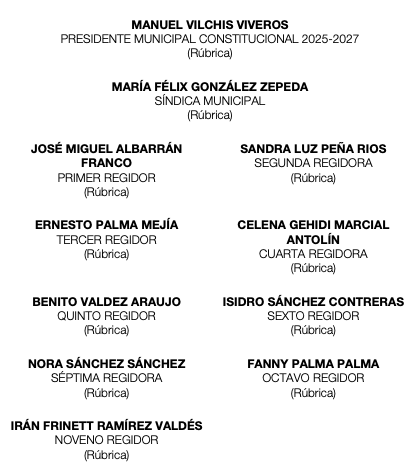 MANUEL VILCHIS VIVEROS
PRESIDENTE MUNICIPAL CONSTITUCIONAL 2025-2027
(Rúbrica)
MARÍA FÉLIX GONZÁLEZ ZEPEDA
SÍNDICA MUNICIPAL
(Rúbrica)
JOSÉ MIGUEL ALBARRÁN
FRANCO
PRIMER REGIDOR
(Rúbrica)
SANDRA LUZ PEÑA RIOS
SEGUNDA REGIDORA
(Rúbrica)
ERNESTO PALMA MEJÍA
TERCER REGIDOR
(Rúbrica)
CELENA GEHIDI MARCIAL
ANTOLÍN
CUARTA REGIDORA
(Rúbrica)
BENITO VALDEZ ARAUJO
QUINTO REGIDOR
(Rúbrica)
ISIDRO SÁNCHEZ CONTRERAS
SEXTO REGIDOR
(Rúbrica)
NORA SÁNCHEZ SÁNCHEZ
SÉPTIMA REGIDORA
(Rúbrica)
FANNY PALMA PALMA
OCTAVO REGIDOR
(Rúbrica)
IRÁN FRINETT RAMÍREZ VALDÉS
NOVENO REGIDOR
(Rúbrica)